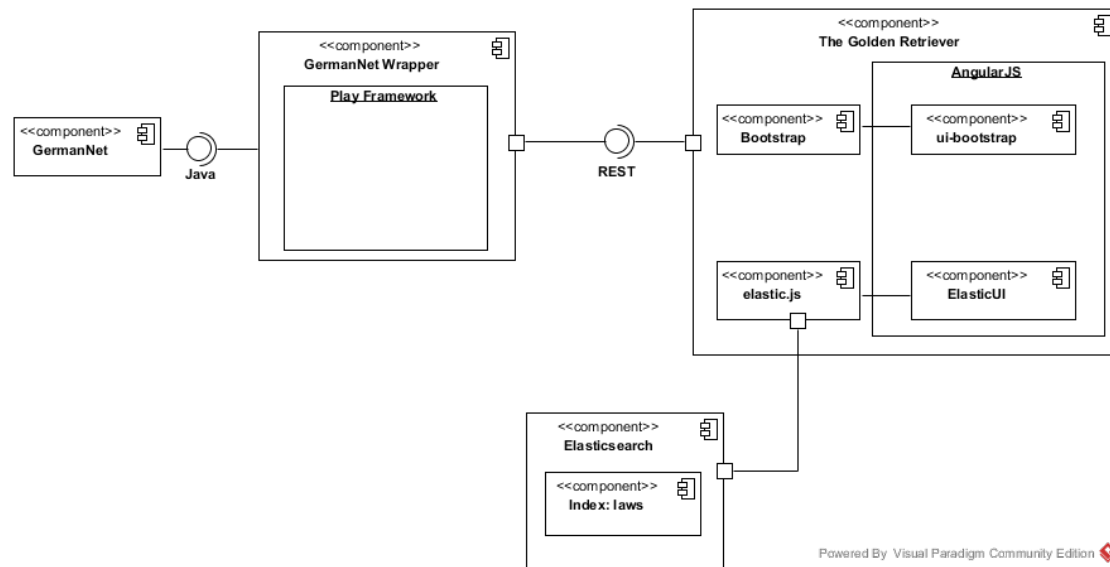 <<component>>
GermanNet
Java
<<component>>
GermanNet Wrapper
Play Framework
REST
<<component>>
The Golden Retriever
AngularJS
<<component>>
Bootstrap
<<component>>
ui-bootstrap
<<component>>
elastic.js
<<component>>
ElasticUI
<<component>>
Elasticsearch
<<component>>
Index: laws
Powered By Visual Paradigm Community Edition